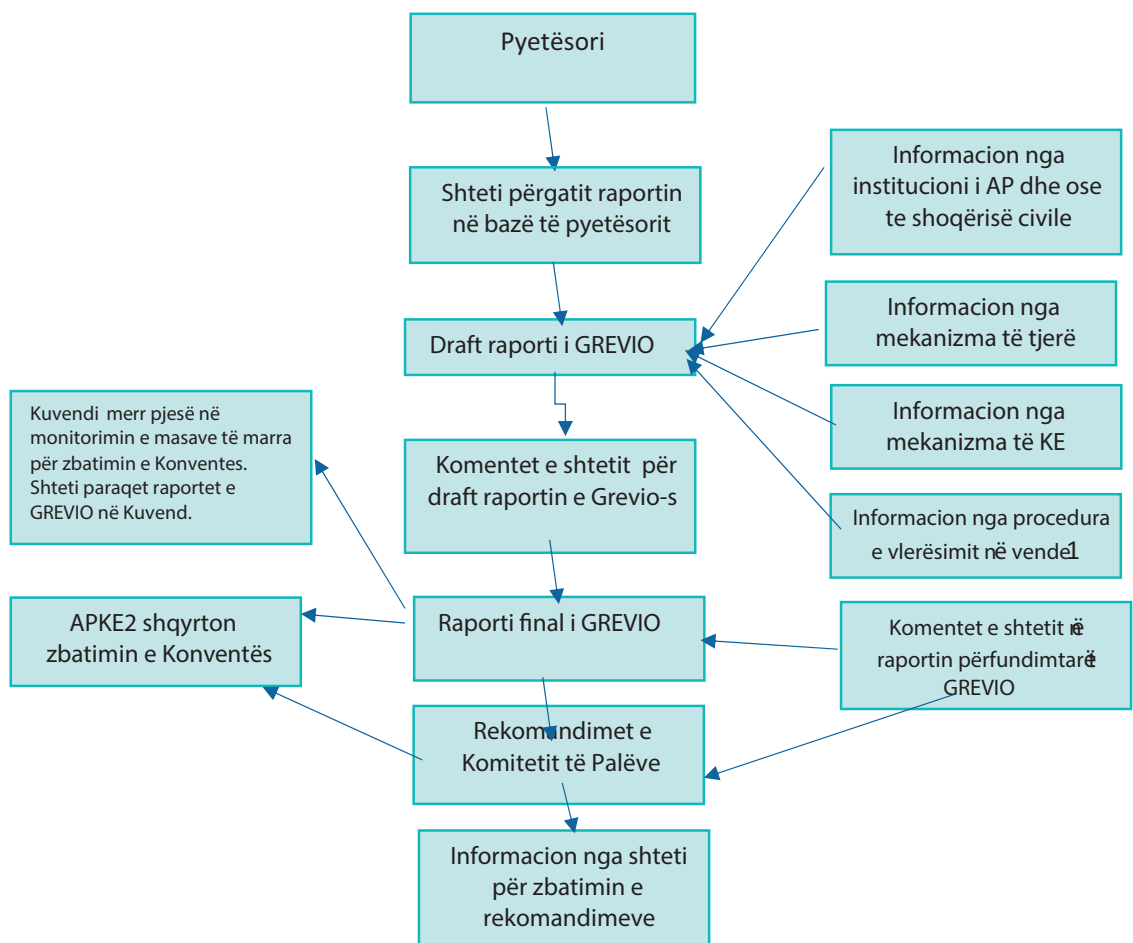 Pyetësori
Shteti përgatit raportin
në bazë të pyetësorit
Draft raporti i GREVIO
Komentet e shtetit për
draft raportin e Grevio-s
Raporti final i GREVIO
Rekomandimet e
Komitetit të Palëve
Informacion nga shteti
për zbatimin e
rekomandimeve
Informacion nga
institucioni i AP dhe ose
te shoqërisë civile
Informacion nga
mekanizma të tjerë
Informacion nga
mekanizma të KE
Informacion nga procedura
e vlerësimit në vende1
Komentet e shtetit në
raportin përfundimtar të
GREVIO
Kuvendi merr pjesë në
monitorimin e masave të marra
për zbatimin e Konventes.
Shteti paraqet raportet e
GREVIO në Kuvend.
APKE2 shqyrton
zbatimin e Konventës